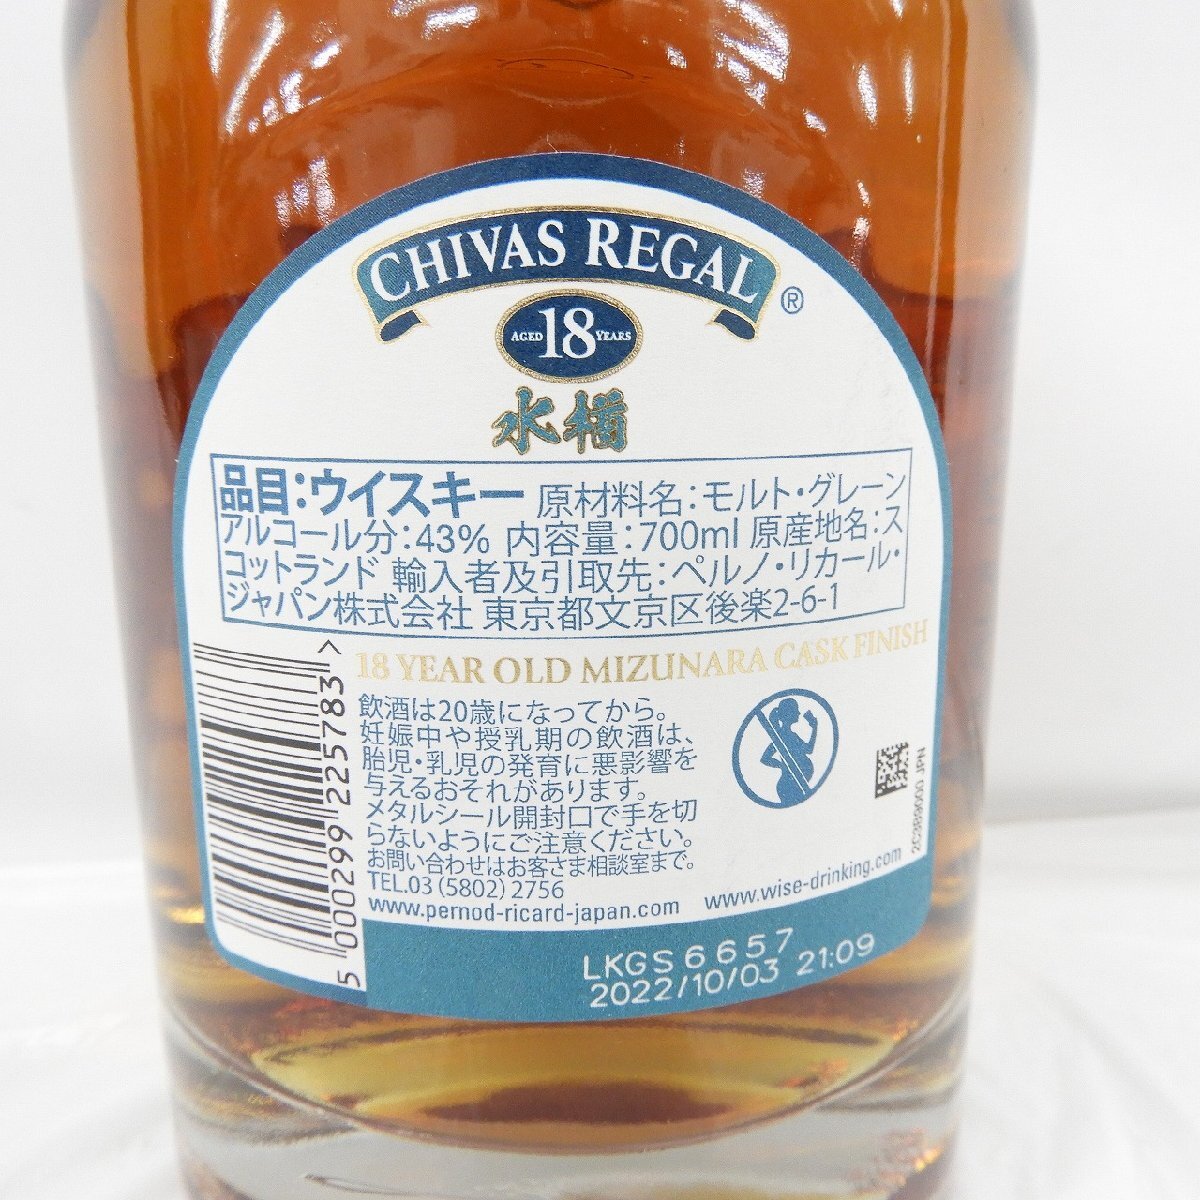 CHIVAS REGAL ®
AGED 18 YEARS
水楢
品目:ウイスキー 原材料名:モルト・グレーン
アルコール分:43% 内容量:700ml 原産地名:ス
コットランド 輸入者及引取先:ペルノ・リカール・
ジャパン株式会社 東京都文京区後楽2-6-1
18 YEAR OLD MIZUNARA CASK FINISH
飲酒は20歳になってから。
妊娠中や授乳期の飲酒は、
胎児・乳児の発育に悪影響を
与えるおそれがあります。
メタルシール開封口で手を切
らないようにご注意ください。
お問い合わせはお客さま相談室まで。
TEL.03 (5802) 2756
www.pernod-ricard-japan.com www.wise-drinking.com
5 000299 225783 >
2C3B9000 JPN
LKGS6657
2022/10/03 21:09